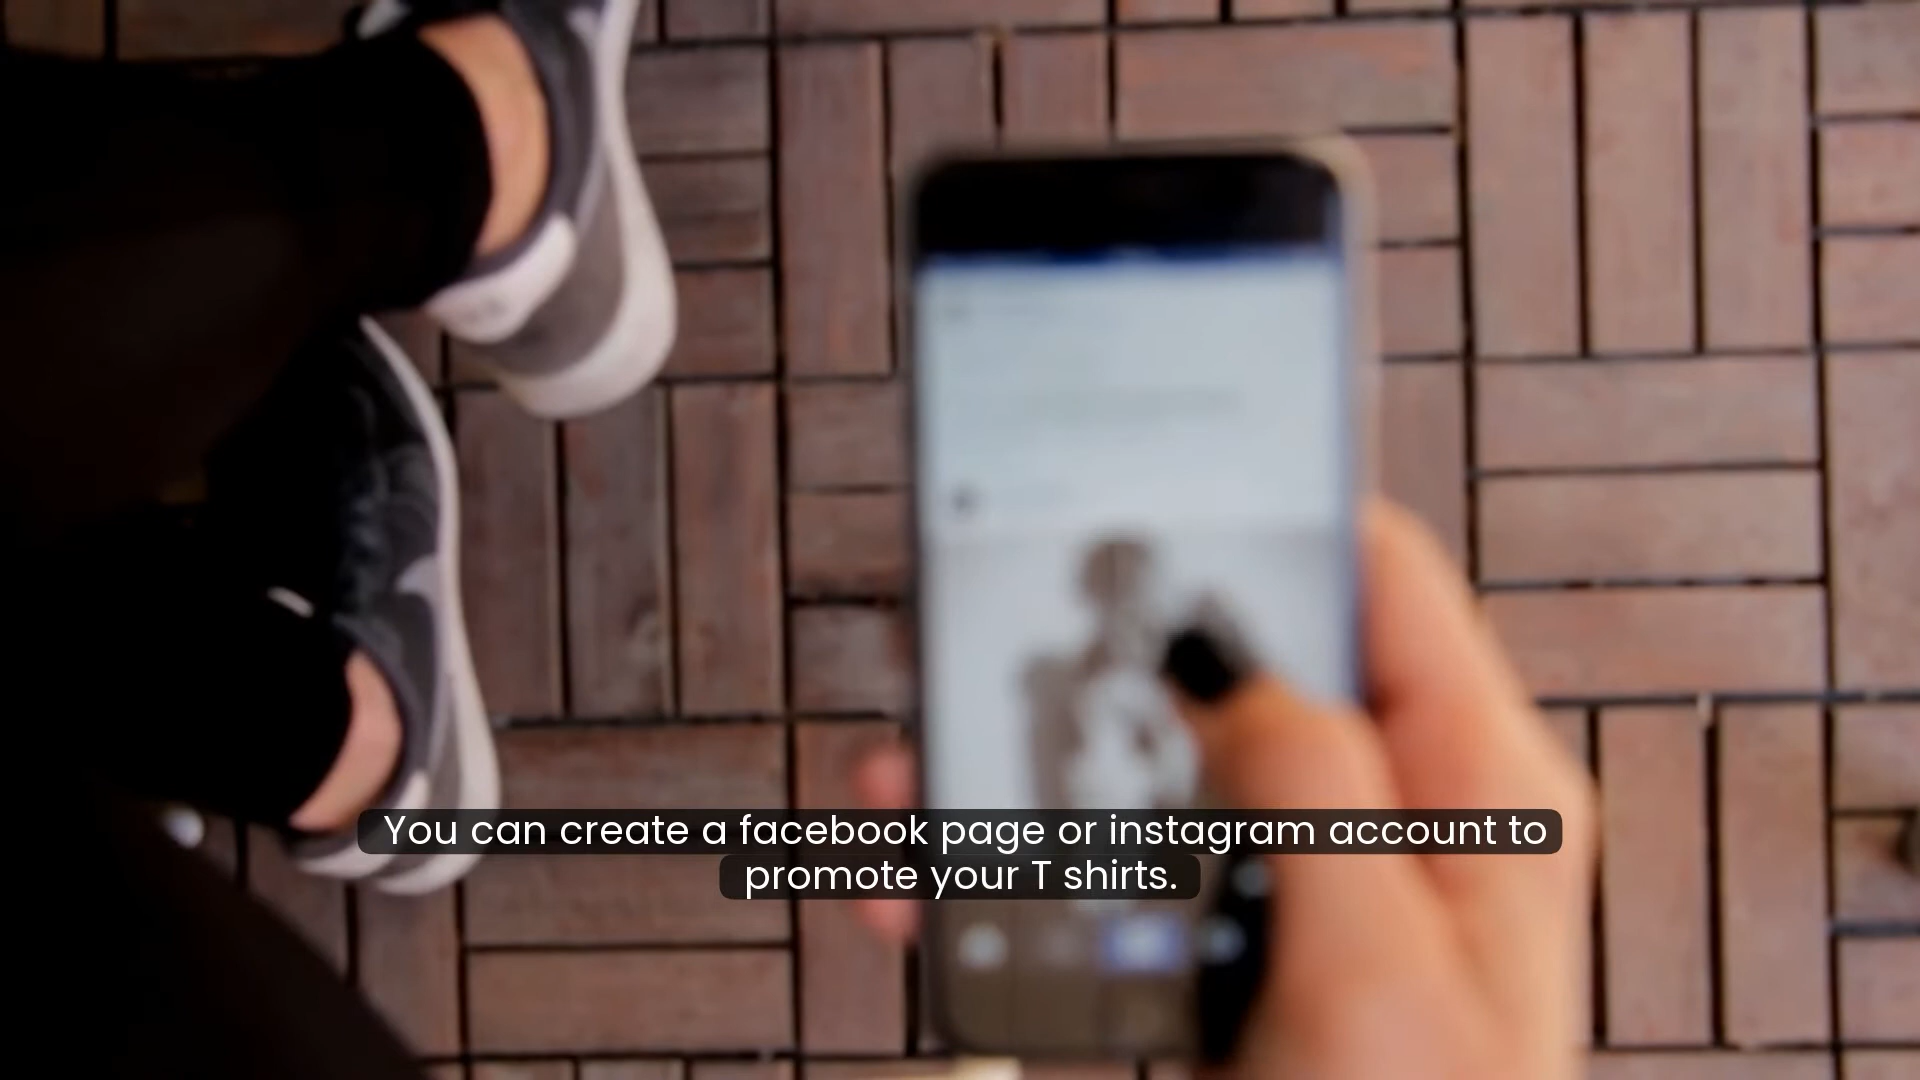 You can create a facebook page or instagram account to
promote your T shirts.